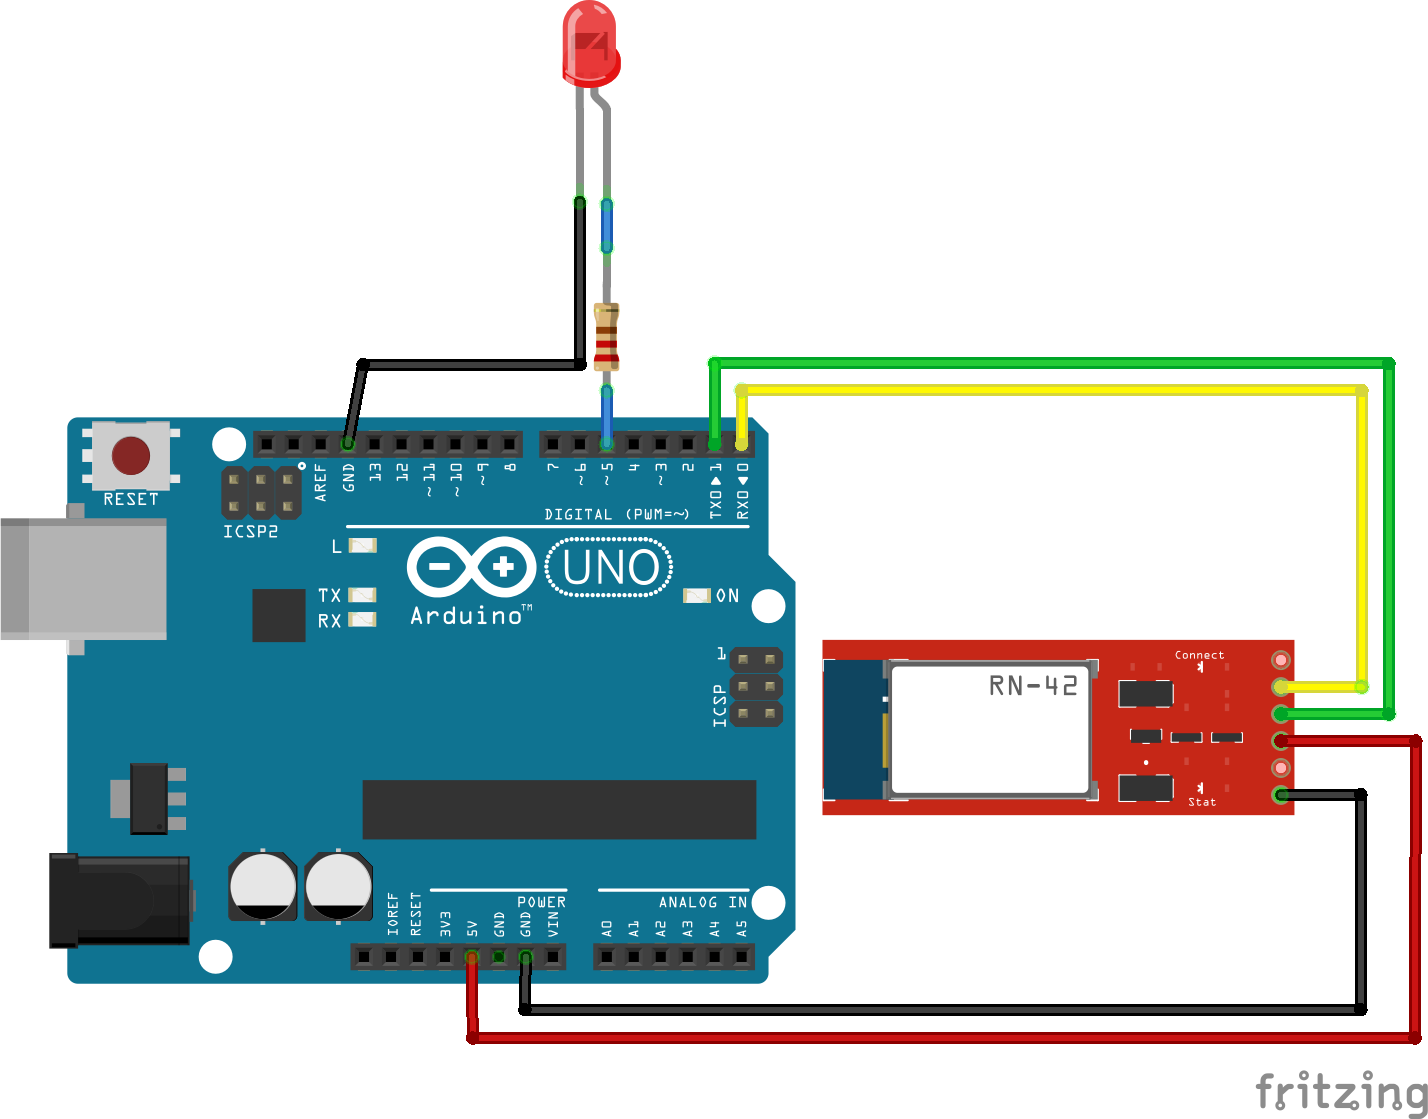 RESET
ICSP2
AREF
GND
13
12
~11
~10
~9
8
7
~6
~5
4
~3
2
TX0▶1
RX0◀0
DIGITAL (PWM=~)
L
TX
RX
Arduino™
UNO
ON
1
ICSP
RN-42
Connect
Stat
IOREF
RESET
3V3
5V
GND
GND
VIN
POWER
A0
A1
A2
A3
A4
A5
ANALOG IN
fritzing